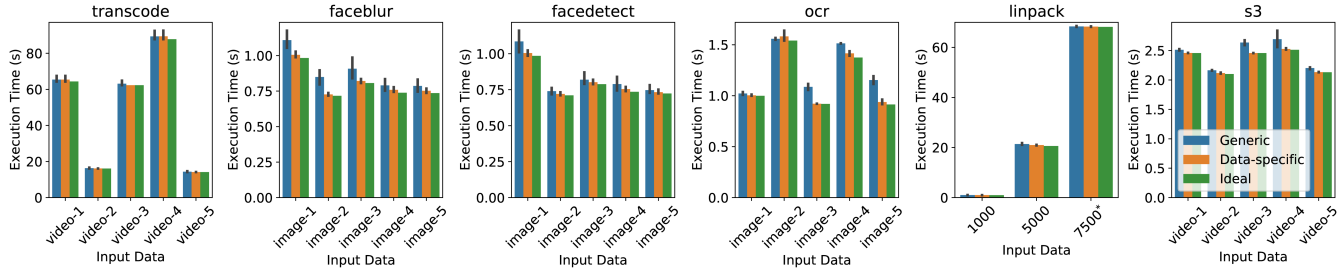 transcode
Execution Time (s)
80
60
40
20
0
video-1
video-2
video-3
video-4
video-5
Input Data
faceblur
Execution Time (s)
1.00
0.75
0.50
0.25
0.00
image-1
image-2
image-3
image-4
image-5
Input Data
facedetect
Execution Time (s)
1.00
0.75
0.50
0.25
0.00
image-1
image-2
image-3
image-4
image-5
Input Data
ocr
Execution Time (s)
1.5
1.0
0.5
0.0
image-1
image-2
image-3
image-4
image-5
Input Data
linpack
Execution Time (s)
60
40
20
0
1000
5000
7500*
Input Data
s3
Execution Time (s)
2.5
2.0
1.5
1.0
0.5
0.0
Generic
Data-specific
Ideal
video-1
video-2
video-3
video-4
video-5
Input Data